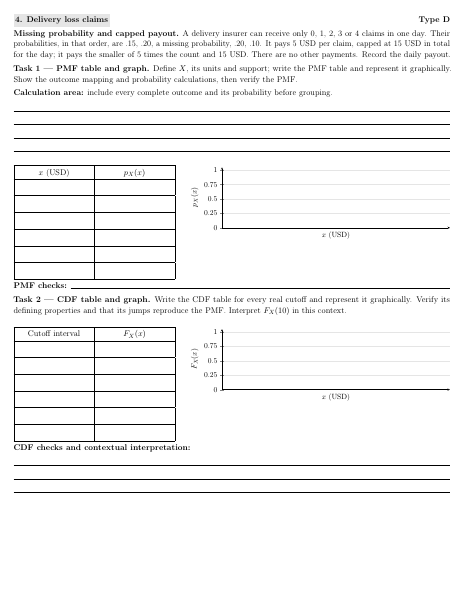 4. Delivery loss claims Type D
Missing probability and capped payout. A delivery insurer can receive only 0, 1, 2, 3 or 4 claims in one day. Their
probabilities, in that order, are .15, .20, a missing probability, .20, .10. It pays 5 USD per claim, capped at 15 USD in total
for the day; it pays the smaller of 5 times the count and 15 USD. There are no other payments. Record the daily payout.
Task 1 — PMF table and graph. Define X, its units and support; write the PMF table and represent it graphically.
Show the outcome mapping and probability calculations, then verify the PMF.
Calculation area: include every complete outcome and its probability before grouping.
x (USD) pX(x)
1
0.75
0.5
0.25
0
pX(x)
x (USD)
PMF checks:
Task 2 — CDF table and graph. Write the CDF table for every real cutoff and represent it graphically. Verify its
defining properties and that its jumps reproduce the PMF. Interpret FX(10) in this context.
Cutoff interval FX(x)
1
0.75
0.5
0.25
0
FX(x)
x (USD)
CDF checks and contextual interpretation: